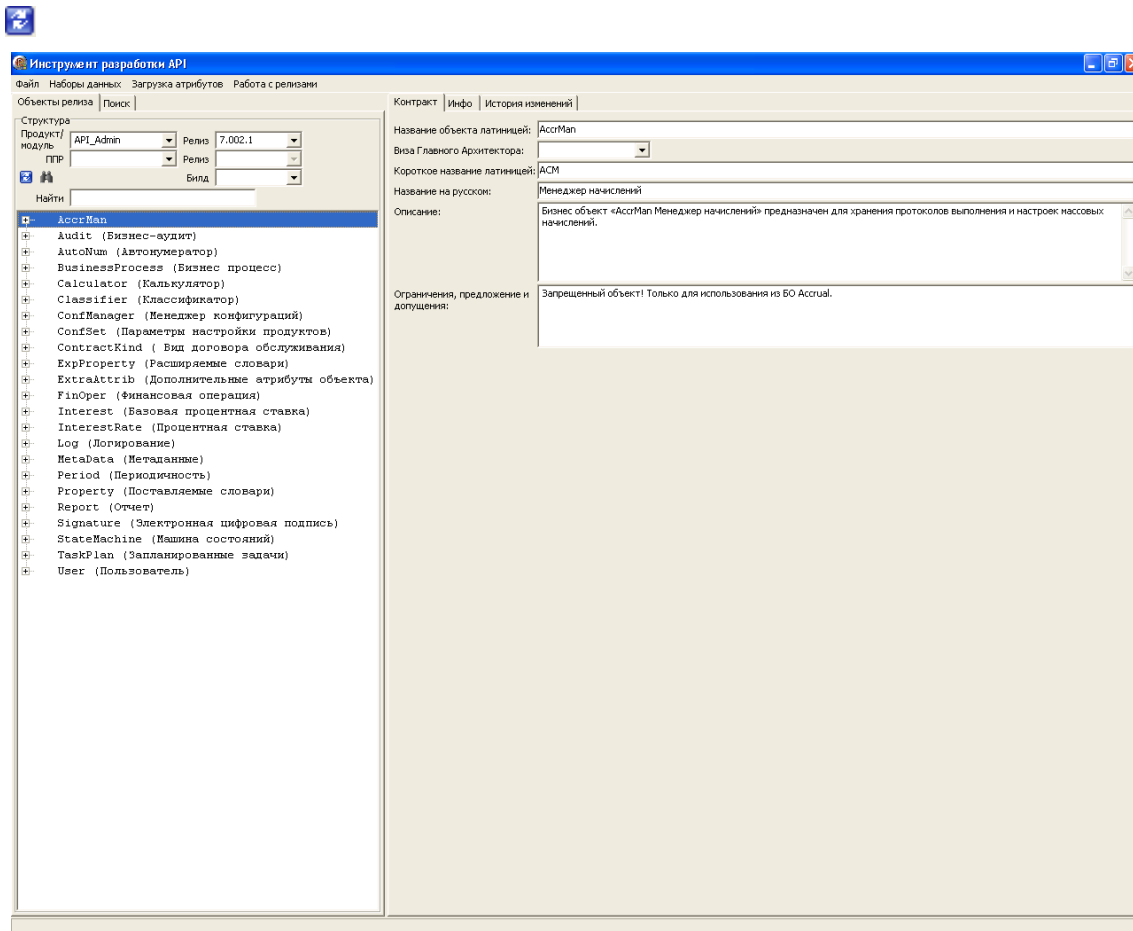 Инструмент разработки API
Файл Наборы данных Загрузка атрибутов Работа с релизами
Объекты релиза Поиск
Структура
Продукт/модуль API_Admin Релиз 7.002.1
ППР Релиз
Билд
Найти
AccrMan
Audit (Бизнес-аудит)
AutoNum (Автонумератор)
BusinessProcess (Бизнес процесс)
Calculator (Калькулятор)
Classifier (Классификатор)
ConfManager (Менеджер конфигураций)
ConfSet (Параметры настройки продуктов)
ContractKind ( Вид договора обслуживания)
ExpProperty (Расширяемые словари)
ExtraAttrib (Дополнительные атрибуты объекта)
FinOper (Финансовая операция)
Interest (Базовая процентная ставка)
InterestRate (Процентная ставка)
Log (Логирование)
MetaData (Метаданные)
Period (Периодичность)
Property (Поставляемые словари)
Report (Отчет)
Signature (Электронная цифровая подпись)
StateMachine (Машина состояний)
TaskPlan (Запланированные задачи)
User (Пользователь)
Контракт Инфо История изменений
Название объекта латиницей: AccrMan
Виза Главного Архитектора:
Короткое название латиницей: ACM
Название на русском: Менеджер начислений
Описание: Бизнес объект «AccrMan Менеджер начислений» предназначен для хранения протоколов выполнения и настроек массовых
начислений.
Ограничения, предложение и Запрещенный объект! Только для использования из БО Accrual.
допущения: